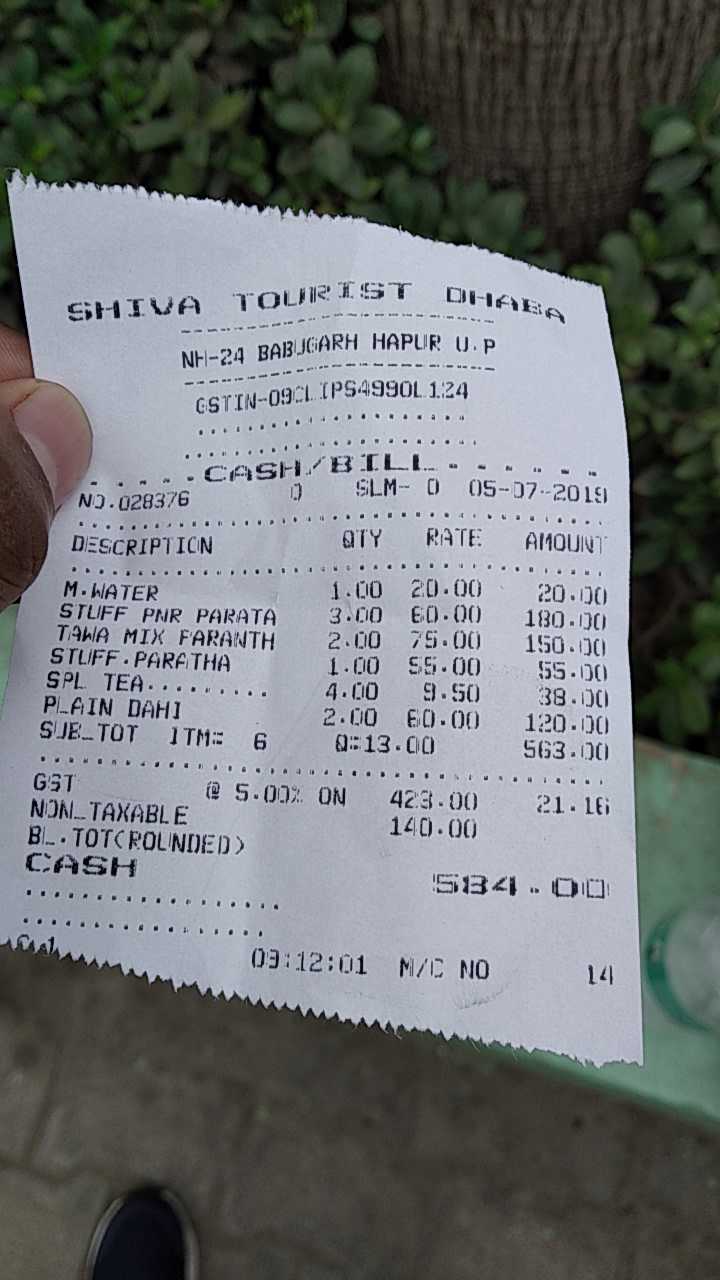 SHIVA TOURIST DHABA
NH-24 BABUGARH HAPUR U.P
GSTIN-09CLIPS4990L1Z4
CASH/BILL
NO.028376 0 SLM- 0 05-07-2019
DESCRIPTION QTY RATE AMOUNT
M.WATER 1.00 20.00 20.00
STUFF PNR PARATA 3.00 60.00 180.00
TAWA MIX PARANTH 2.00 75.00 150.00
STUFF.PARATHA 1.00 55.00 55.00
SPL TEA......... 4.00 9.50 38.00
PLAIN DAHI 2.00 60.00 120.00
SUB_TOT ITM= 6 Q=13.00 563.00
GST @ 5.00% ON 423.00 21.16
NON_TAXABLE 140.00
BL.TOT(ROUNDED)
CASH 584.00
09:12:01 M/C NO 14